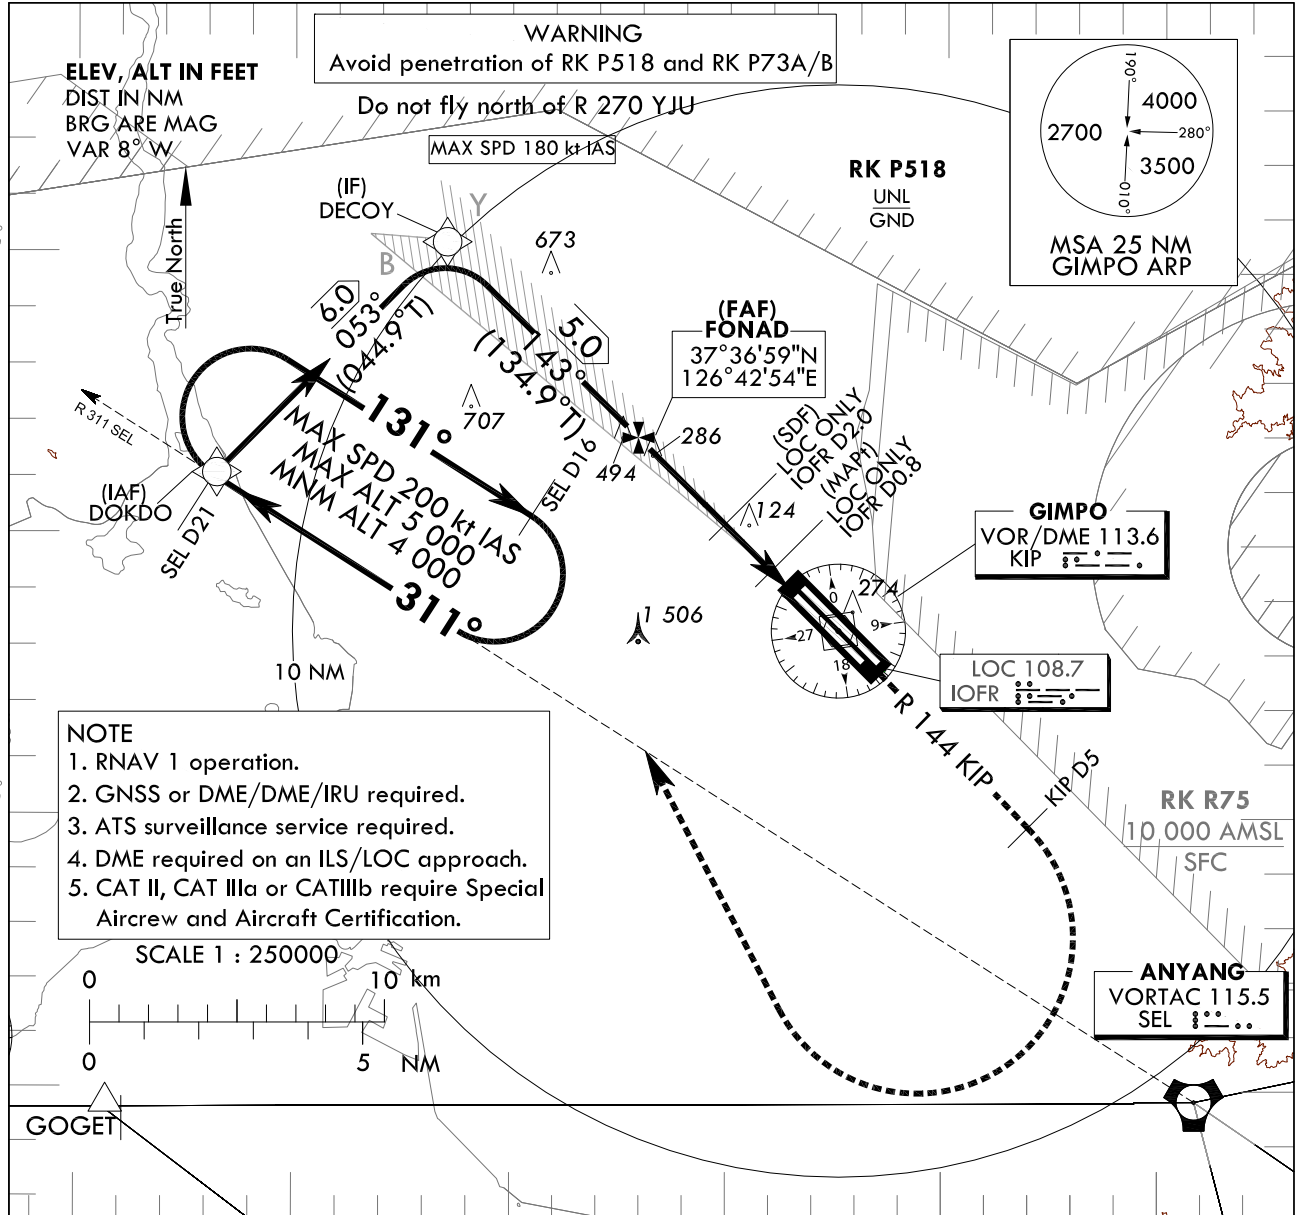 WARNING
Avoid penetration of RK P518 and RK P73A/B
Do not fly north of R 270 YJU
MAX SPD 180 kt IAS
ELEV, ALT IN FEET
DIST IN NM
BRG ARE MAG
VAR 8° W
True North
190°
4000
2700
280°
3500
010°
MSA 25 NM
GIMPO ARP
RK P518
UNL
GND
(IF)
DECOY
Y
B
673
6.0
053°
(044.9°T)
5.0
143°
(134.9°T)
(FAF)
FONAD
37°36'59"N
126°42'54"E
R 311 SEL
131°
MAX SPD 200 kt IAS
MAX ALT 5 000
MNM ALT 4 000
311°
707
SEL D16
494
286
(SDF)
LOC ONLY
IOFR D2.0
(MAPt)
LOC ONLY
IOFR D0.8
124
(IAF)
DOKDO
SEL D21
GIMPO
VOR/DME 113.6
KIP
274
0
9
18
27
1 506
LOC 108.7
IOFR
10 NM
R 144 KIP
KIP D5
RK R75
10 000 AMSL
SFC
NOTE
1. RNAV 1 operation.
2. GNSS or DME/DME/IRU required.
3. ATS surveillance service required.
4. DME required on an ILS/LOC approach.
5. CAT II, CAT IIIa or CATIIIb require Special
Aircrew and Aircraft Certification.
SCALE 1 : 250000
0 10 km
0 5 NM
ANYANG
VORTAC 115.5
SEL
GOGET